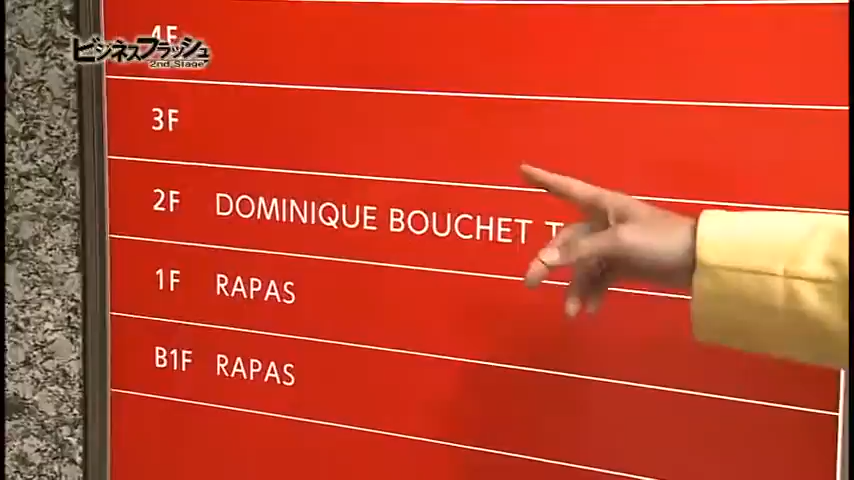 4F
ビジネスフラッシュ
2nd Stage
3F
2F DOMINIQUE BOUCHET T
1F RAPAS
B1F RAPAS